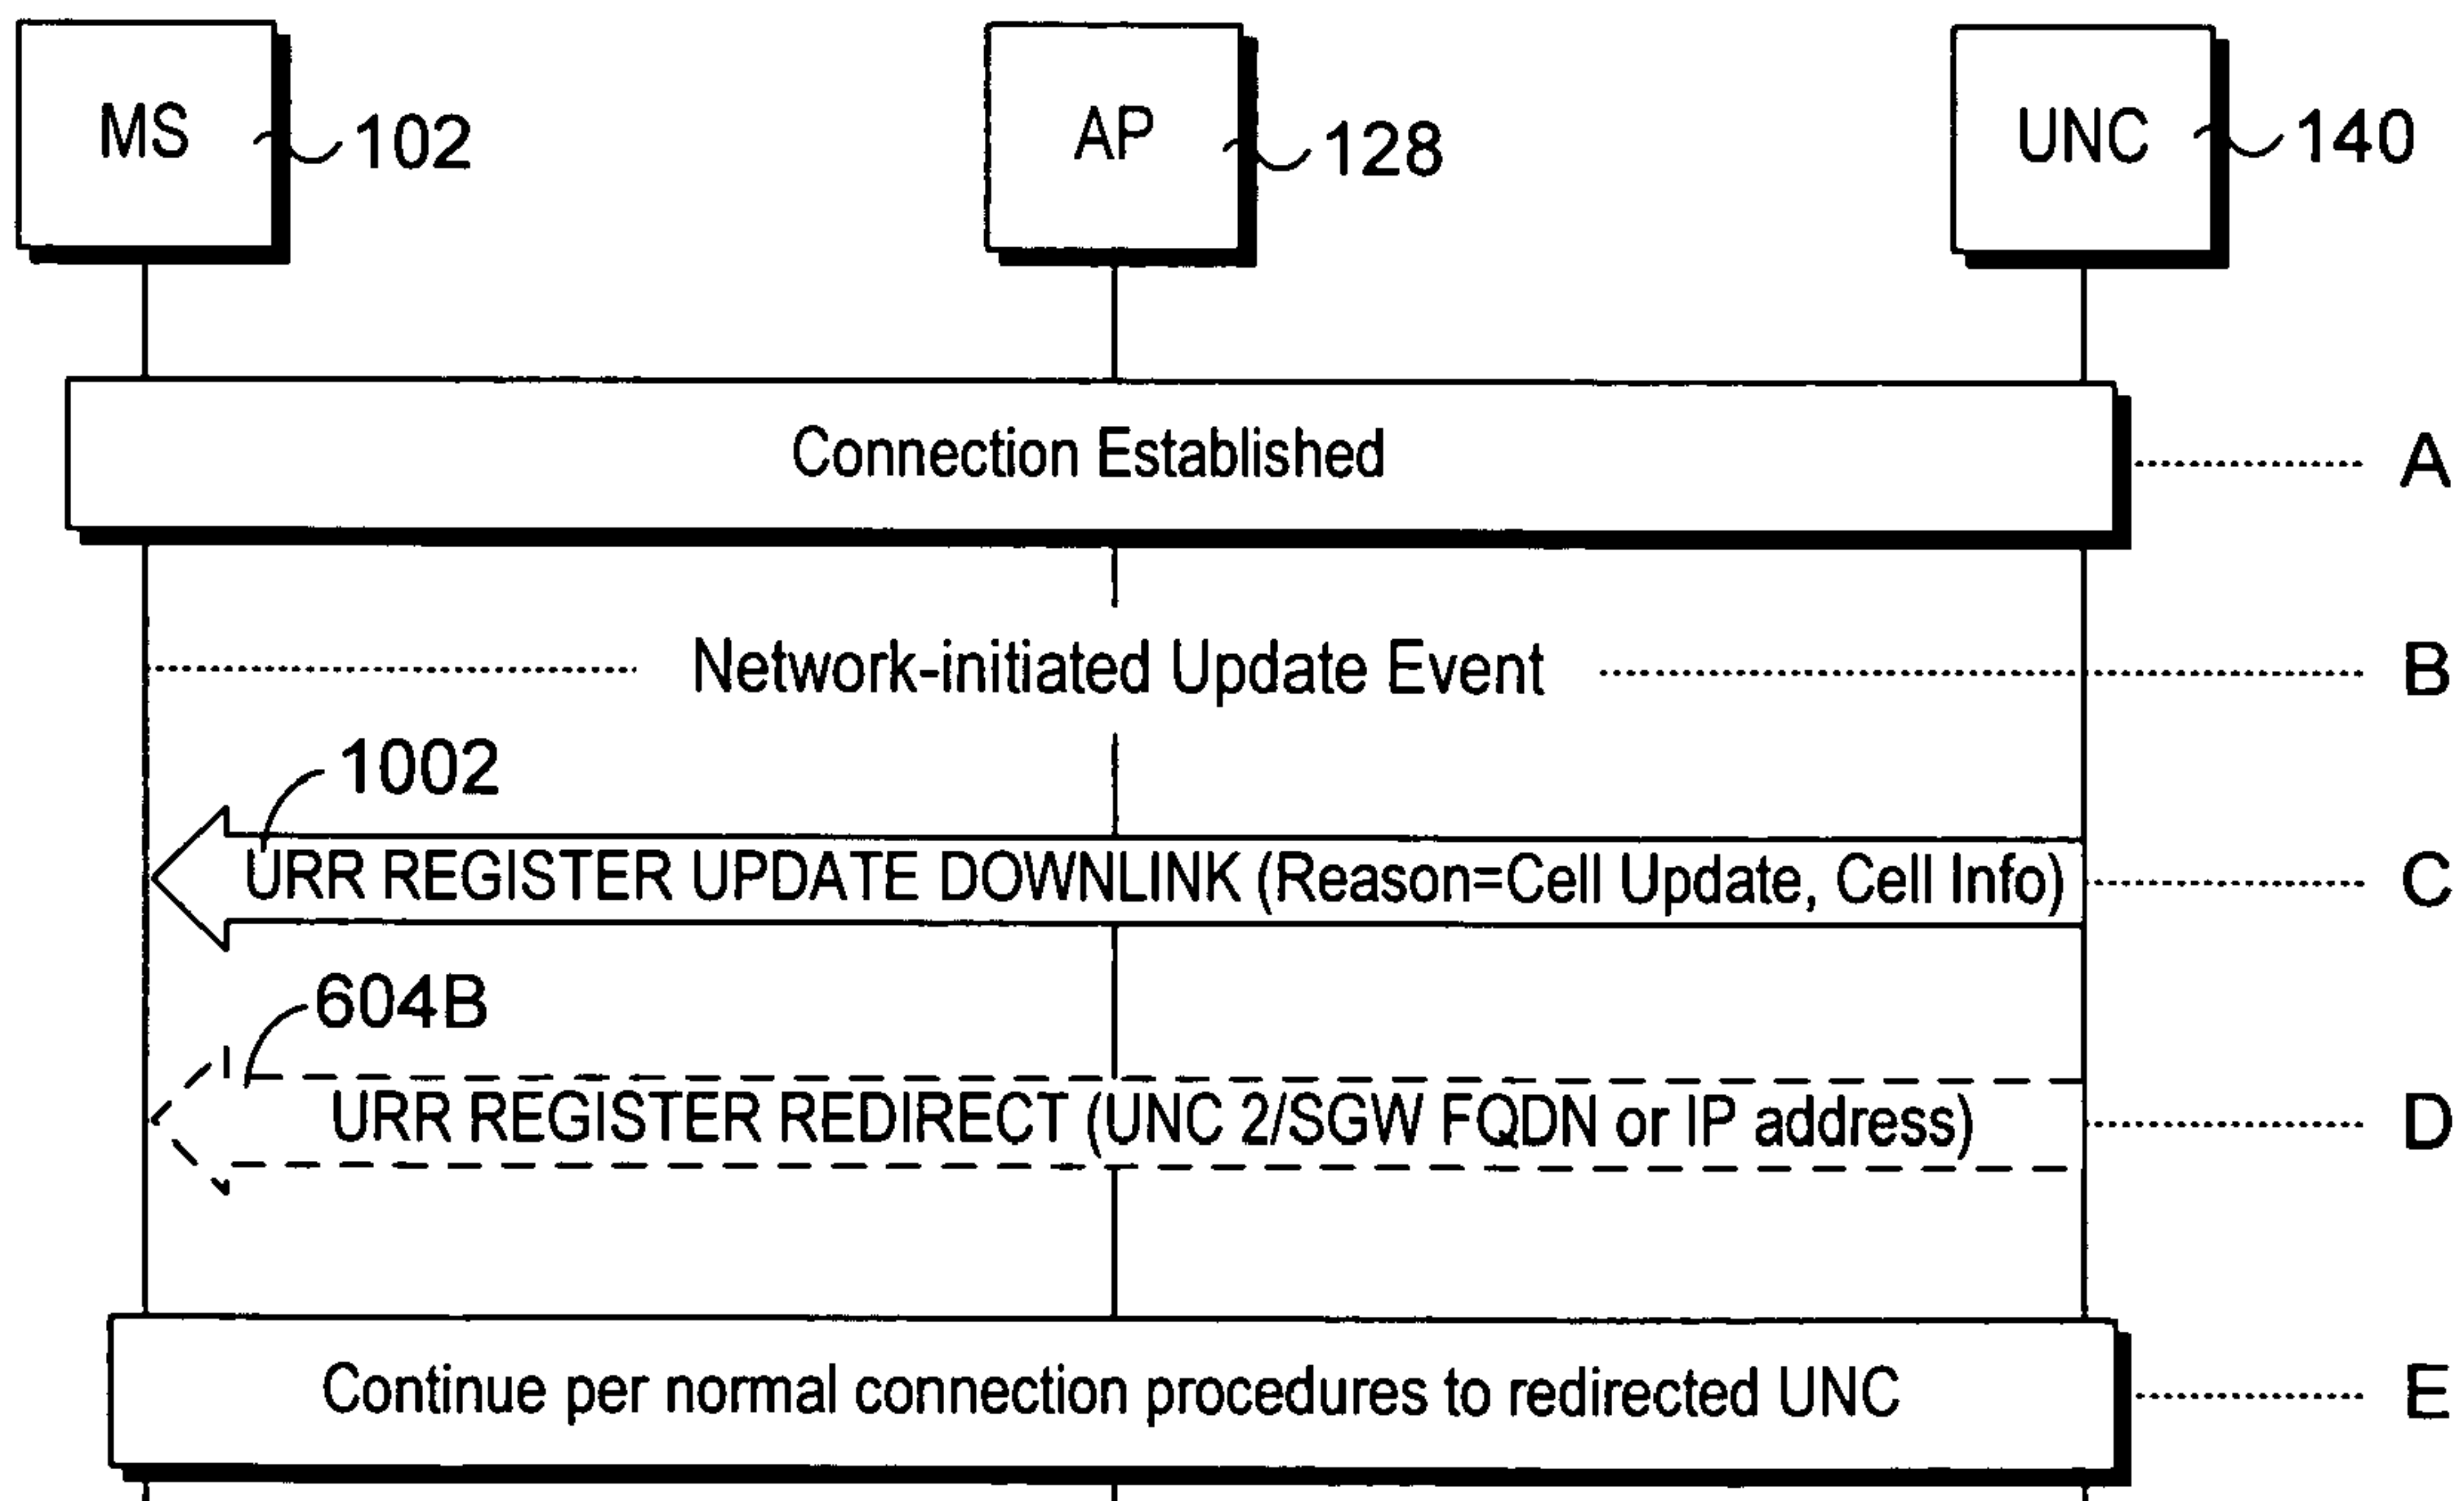 MS
102
AP
128
UNC
140
Connection Established
A
Network-initiated Update Event
B
1002
URR REGISTER UPDATE DOWNLINK (Reason=Cell Update, Cell Info)
C
604B
URR REGISTER REDIRECT (UNC 2/SGW FQDN or IP address)
D
Continue per normal connection procedures to redirected UNC
E